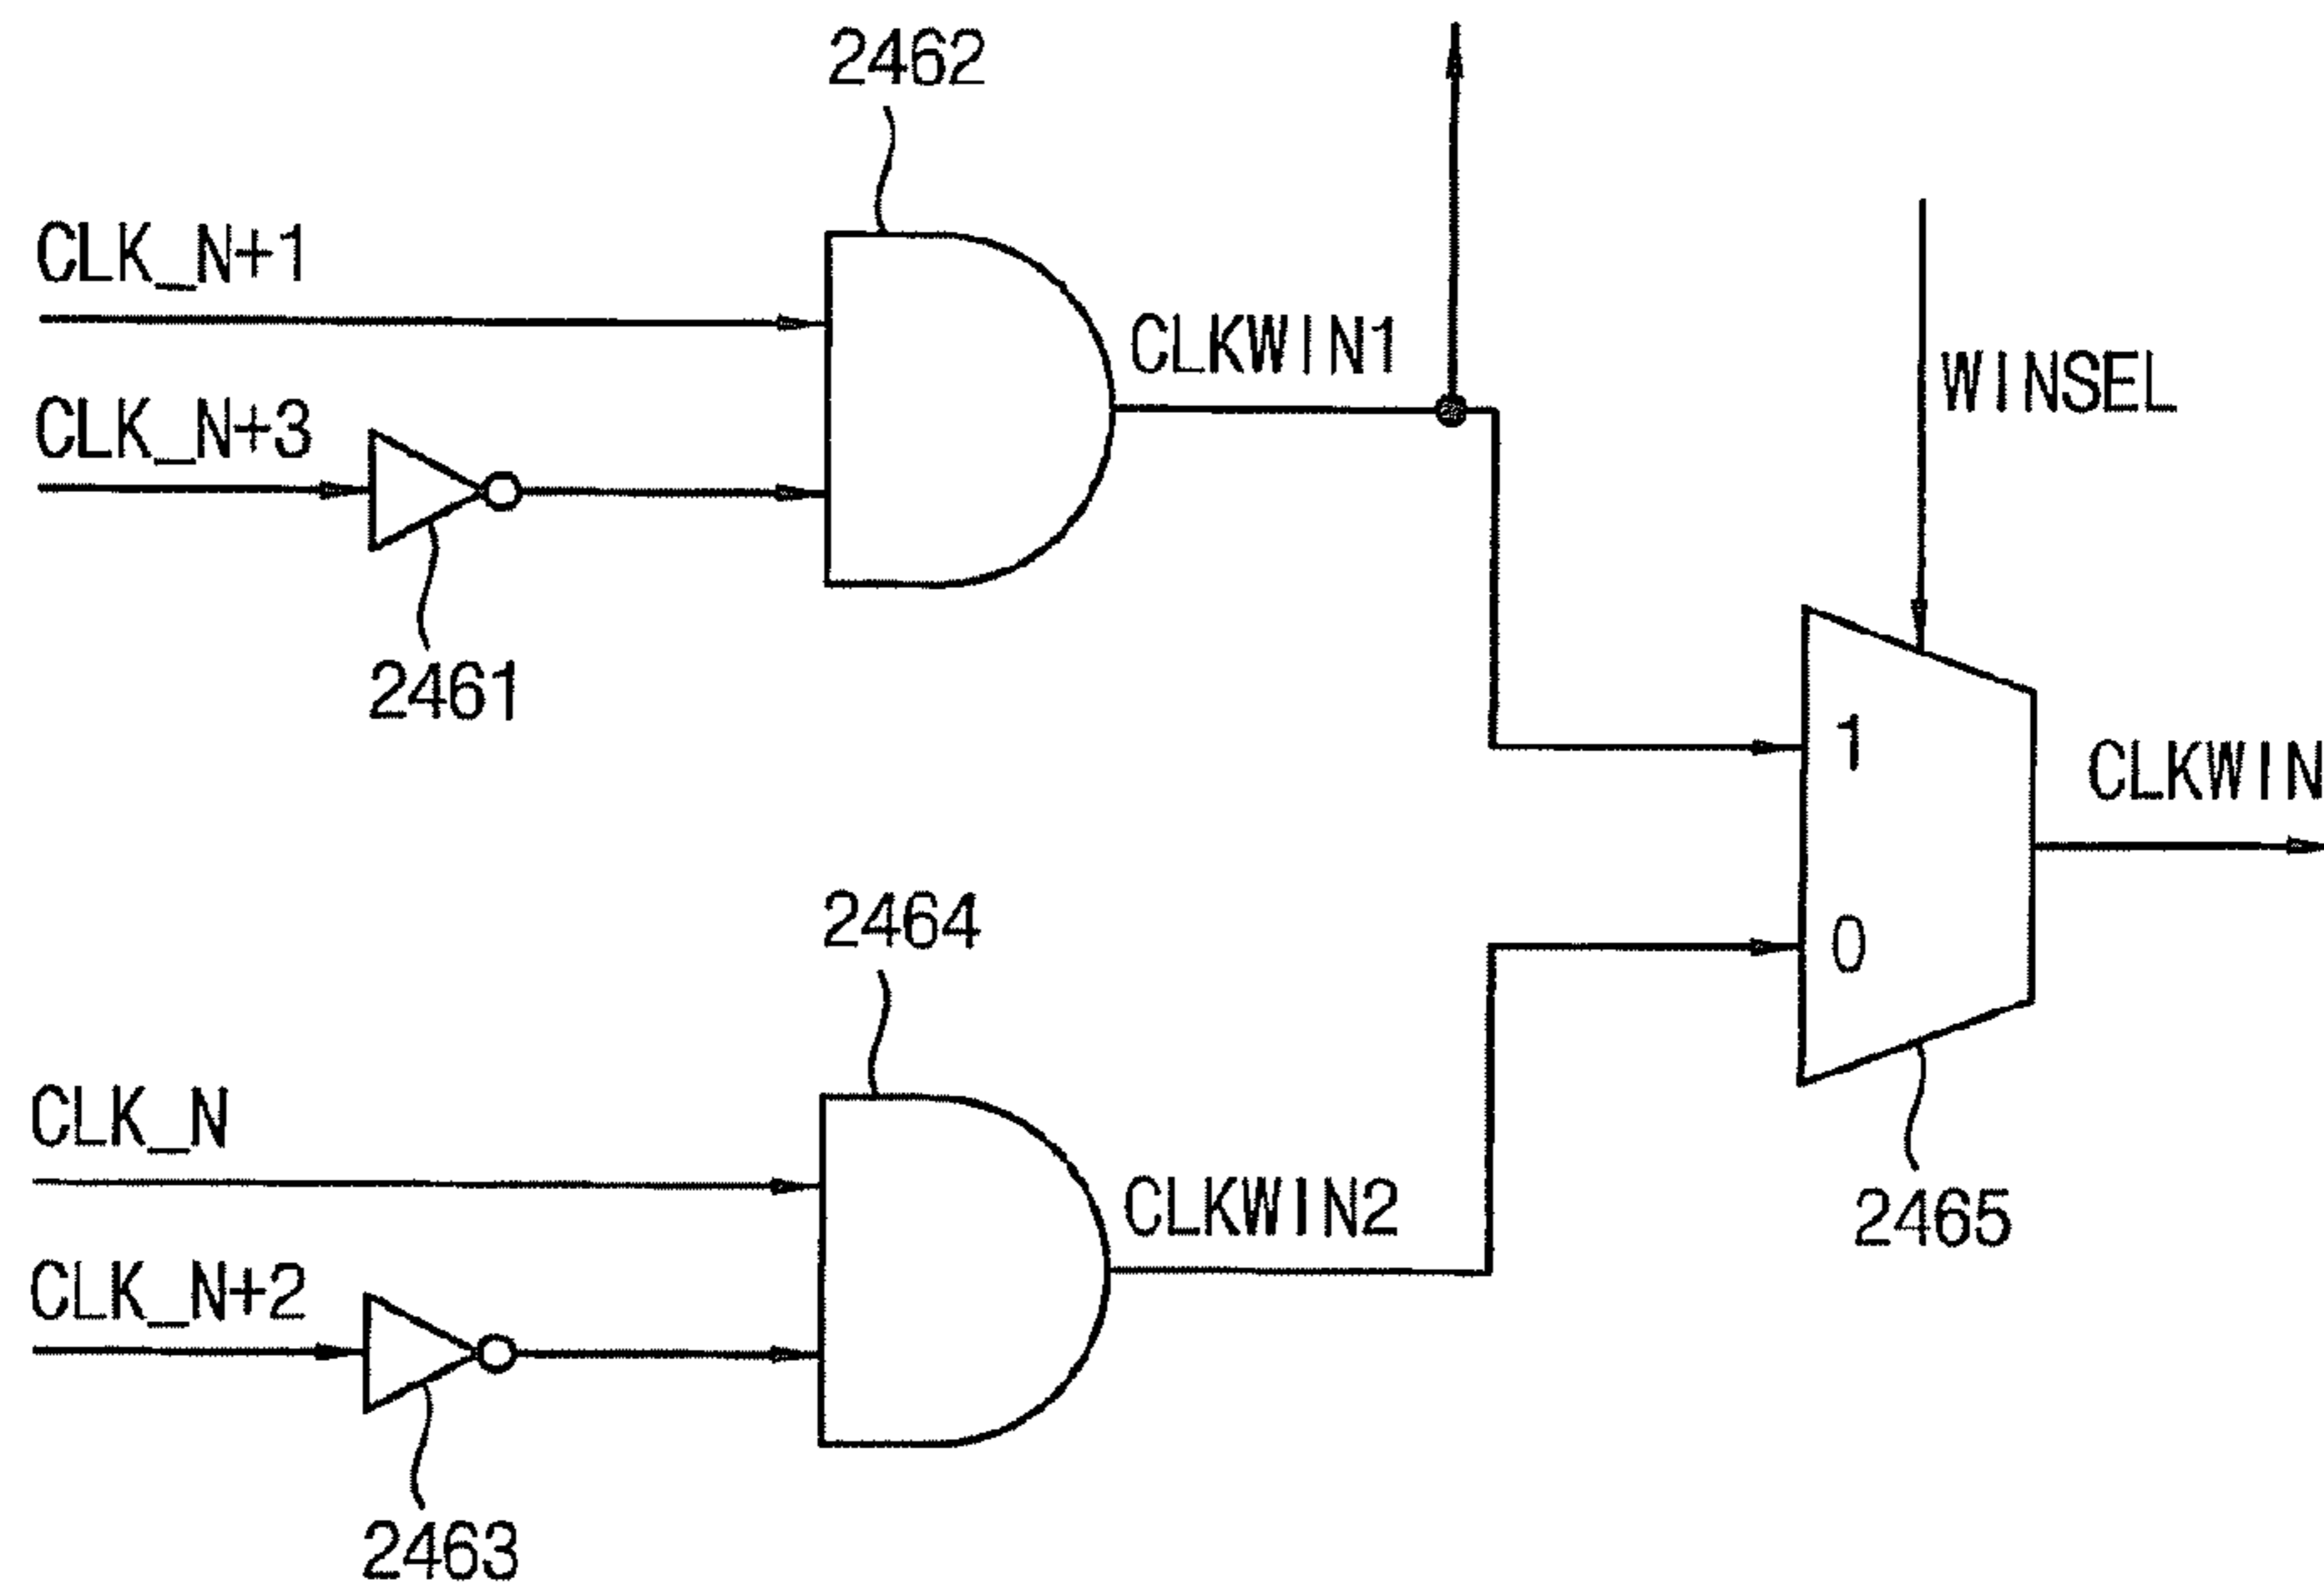 2462
CLK_N+1
CLKWIN1
WINSEL
CLK_N+3
2461
1
CLKWIN
2464
0
CLK_N
CLKWIN2
2465
CLK_N+2
2463